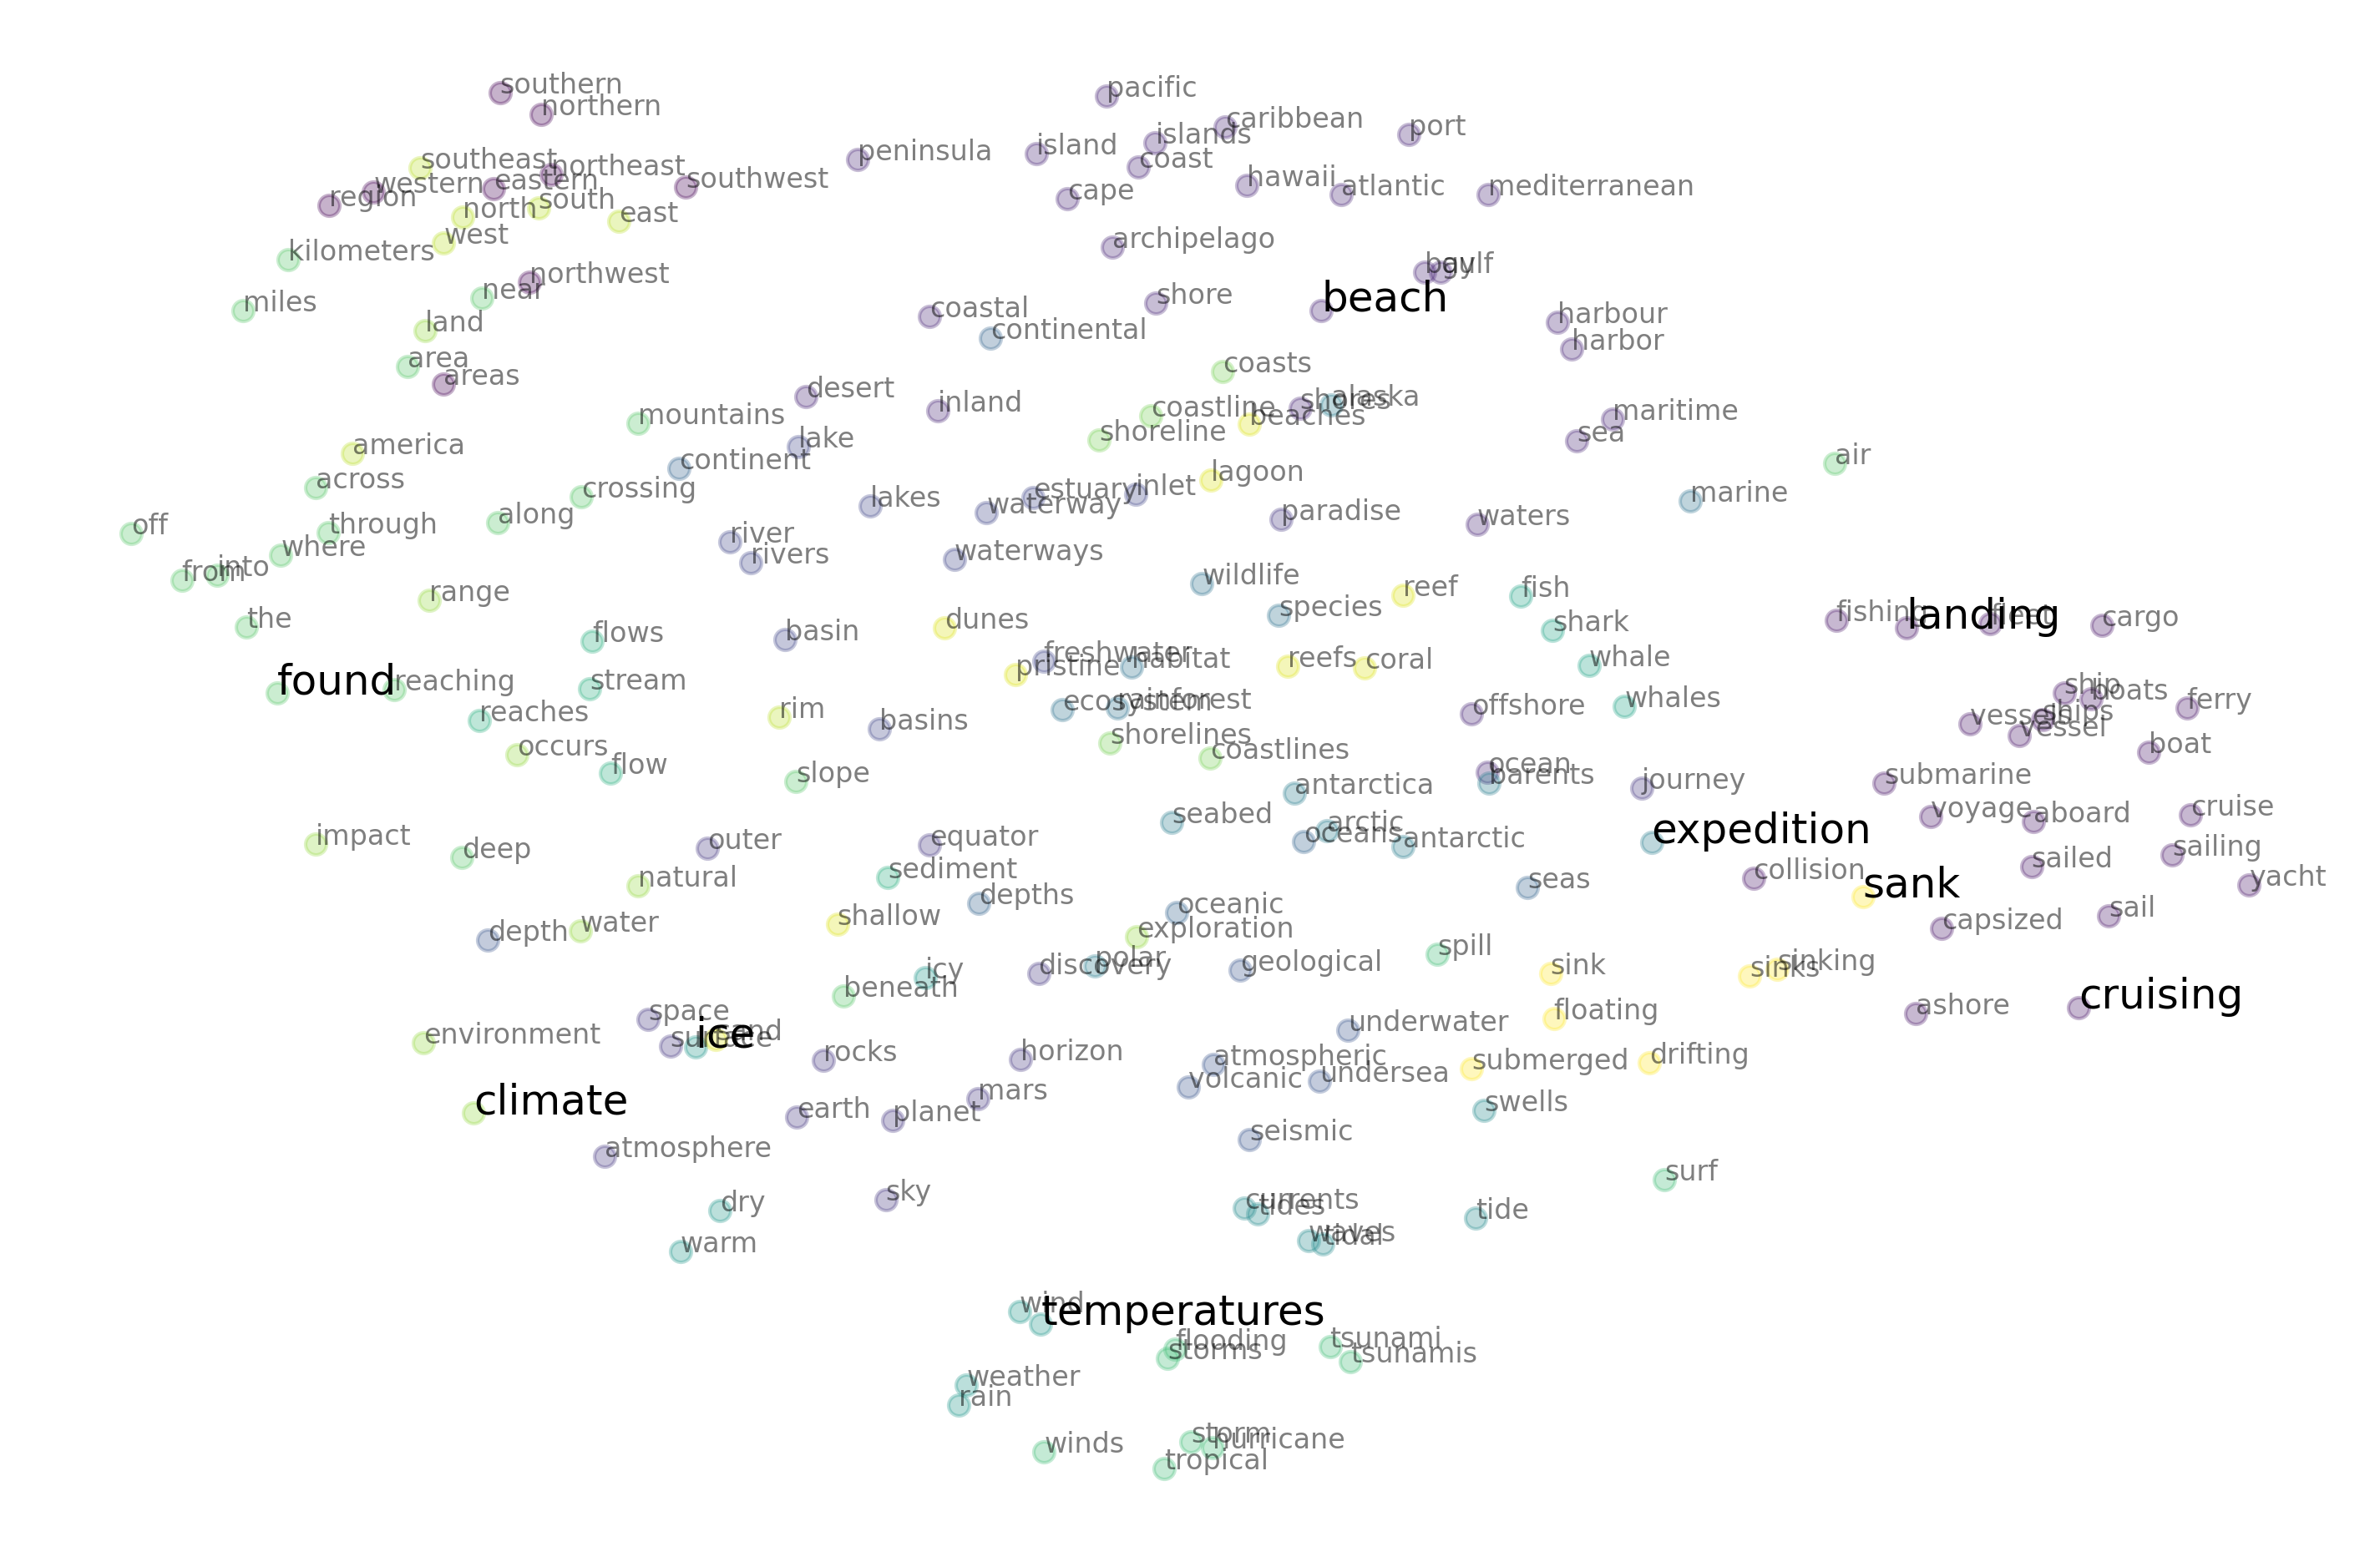 southern
pacific
northern
caribbean
port
islands
island
peninsula
coast
southeast
northeast
hawaii
southwest
eastern
western
atlantic
mediterranean
cape
region
south
north
east
west
archipelago
kilometers
bay
gulf
northwest
near
shore
beach
miles
coastal
harbour
land
continental
harbor
area
coasts
areas
desert
alaska
shores
inland
coastline
beaches
maritime
mountains
shoreline
sea
lake
america
air
continent
lagoon
across
crossing
estuary
inlet
marine
lakes
waterway
along
paradise
waters
off
through
river
where
rivers
waterways
from
into
wildlife
range
reef
fish
species
the
dunes
fishing
landing
fleet
cargo
flows
basin
shark
freshwater
pristine
habitat
reefs
coral
whale
found
reaching
stream
ecosystem
rainforest
offshore
whales
ship
boats
ferry
reaches
rim
basins
vessels
ships
vessel
shorelines
occurs
coastlines
boat
flow
slope
ocean
barents
antarctica
journey
submarine
seabed
voyage
aboard
cruise
impact
deep
outer
equator
arctic
oceans
antarctic
expedition
sailed
sailing
natural
sediment
collision
sank
yacht
seas
depths
oceanic
shallow
sail
water
depth
exploration
capsized
spill
polar
discovery
geological
icy
sink
sinks
sinking
beneath
cruising
space
ashore
floating
underwater
environment
surface
ice
sand
rocks
horizon
atmospheric
submerged
drifting
volcanic
undersea
mars
climate
earth
planet
swells
seismic
atmosphere
surf
sky
dry
currents
tides
tide
warm
waves
tidal
wind
temperatures
flooding
storms
tsunami
tsunamis
weather
rain
storm
hurricane
winds
tropical